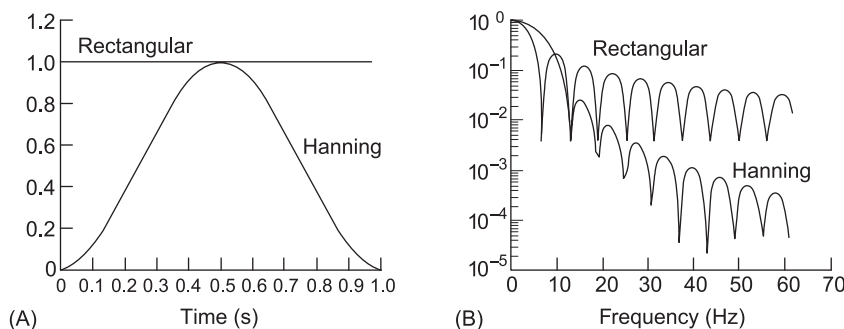 1.2
Rectangular
1.0
0.8
Hanning
0.6
0.4
0.2
0
0 0.1 0.2 0.3 0.4 0.5 0.6 0.7 0.8 0.9 1.0
(A) Time (s)
10⁰
Rectangular
10⁻¹
10⁻²
10⁻³
Hanning
10⁻⁴
10⁻⁵
0 10 20 30 40 50 60 70
(B) Frequency (Hz)